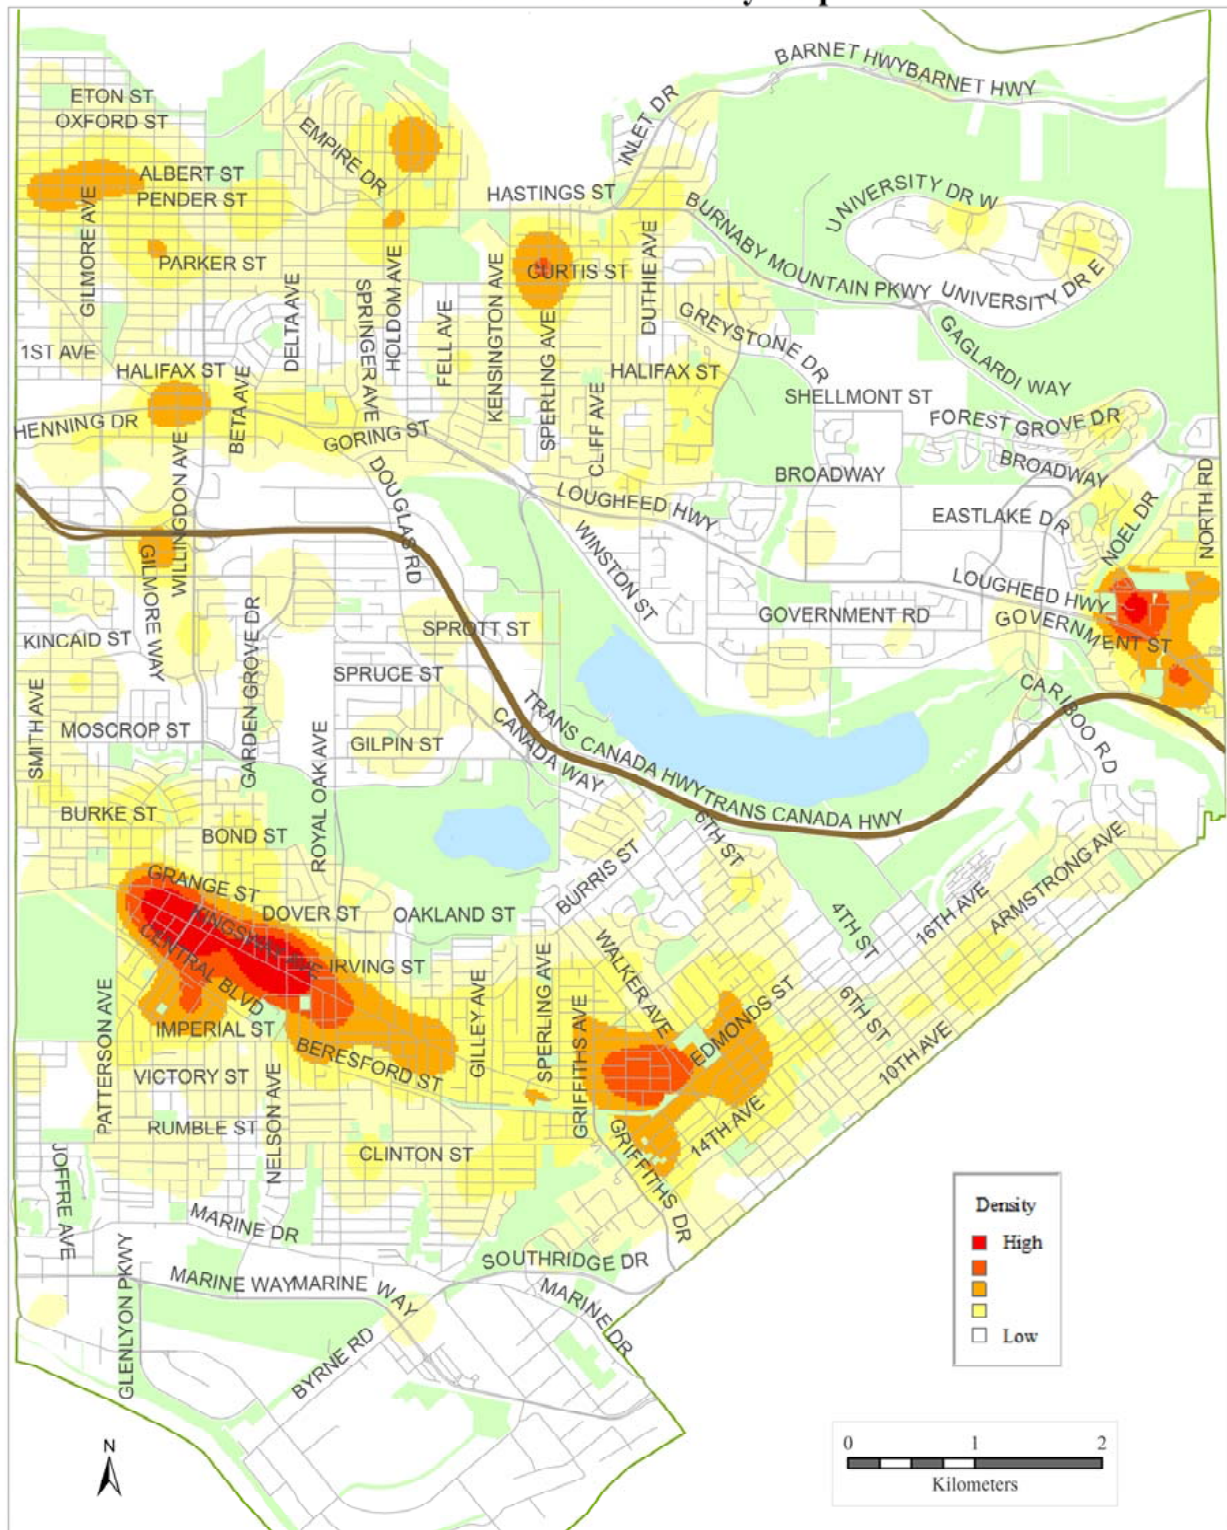 BARNET HWY
BARNET HWY
ETON ST
OXFORD ST
INLET DR
EMPIRE DR
ALBERT ST
PENDER ST
HASTINGS ST
UNIVERSITY DR W
GILMORE AVE
BURNABY MOUNTAIN PKWY
DUTHIE AVE
PARKER ST
CURTIS ST
UNIVERSITY DR E
DELTA AVE
SPRINGER AVE
HOLDOM AVE
FELL AVE
KENSINGTON AVE
SPERLING AVE
GREYSTONE DR
GAGLARDI WAY
1ST AVE
HALIFAX ST
HALIFAX ST
BETA AVE
CLIFF AVE
SHELLMONT ST
FOREST GROVE DR
HENNING DR
GORING ST
WILLINGDON AVE
DOUGLAS RD
BROADWAY
BROADWAY
LOUGHEED HWY
EASTLAKE DR
NOEL DR
NORTH RD
WINSTON ST
GILMORE WAY
LOUGHEED HWY
GOVERNMENT RD
GOVERNMENT ST
KINCAID ST
GARDEN GROVE DR
SPROTT ST
SPRUCE ST
SMITH AVE
MOSCROP ST
ROYAL OAK AVE
GILPIN ST
CANADA WAY
TRANS CANADA HWY
TRANS CANADA HWY
CARIBOO RD
BURKE ST
BOND ST
6TH ST
BURRIS ST
ARMSTRONG AVE
16TH AVE
4TH ST
GRANGE ST
KINGSWAY AVE
DOVER ST
OAKLAND ST
CENTRAL BLVD
IRVING ST
WALKER AVE
PATTERSON AVE
IMPERIAL ST
BERESFORD ST
GILLEY AVE
SPERLING AVE
GRIFFITHS AVE
EDMONDS ST
6TH ST
10TH AVE
VICTORY ST
NELSON AVE
RUMBLE ST
CLINTON ST
14TH AVE
GRIFFITHS DR
JOFFRE AVE
MARINE DR
GLENLYON PKWY
MARINE WAY
MARINE WAY
SOUTHRIDGE DR
MARINE DR
BYRNE RD
Density
High
Low
N
0 1 2
Kilometers